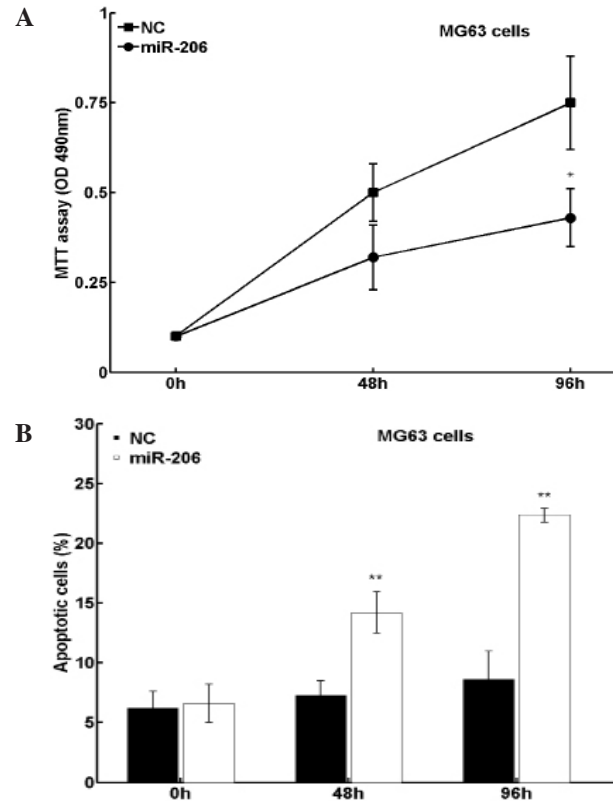 A
NC
miR-206
MG63 cells
MTT assay (OD 490nm)
1
0.75
0.5
0.25
0
*
0h
48h
96h
B
NC
miR-206
MG63 cells
Apoptotic cells (%)
30
25
20
15
10
5
0
**
**
0h
48h
96h